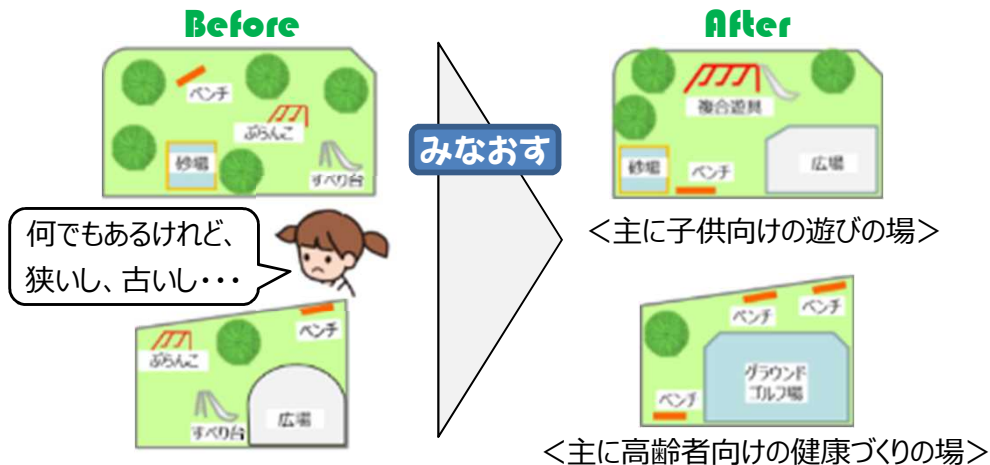 Before
ベンチ
ぶらんこ
砂場
すべり台
何でもあるけれど、
狭いし、古いし・・・
ベンチ
ぶらんこ
すべり台
広場
みなおす
After
複合遊具
砂場
ベンチ
広場
＜主に子供向けの遊びの場＞
ベンチ
ベンチ
グラウンド
ゴルフ場
ベンチ
＜主に高齢者向けの健康づくりの場＞